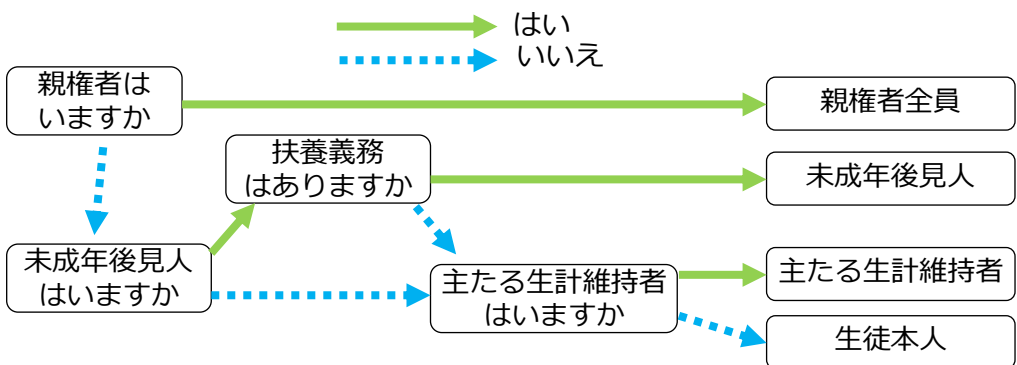 はい
いいえ
親権者は
いますか
親権者全員
扶養義務
はありますか
未成年後見人
未成年後見人
はいますか
主たる生計維持者
はいますか
主たる生計維持者
生徒本人